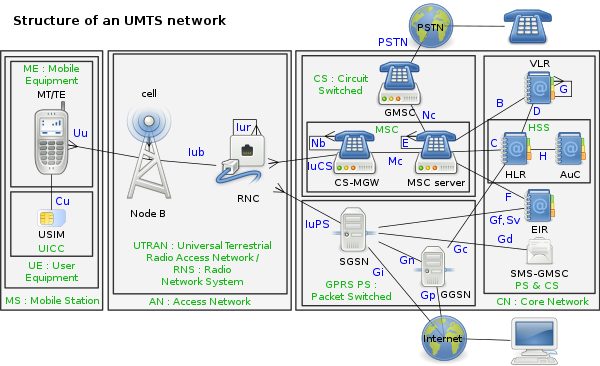 Structure of an UMTS network
PSTN
PSTN
ME : Mobile
Equipment
MT/TE
Uu
Cu
USIM
UICC
UE : User
Equipment
MS : Mobile Station
cell
Node B
Iub
Iur
RNC
UTRAN : Universal Terrestrial
Radio Access Network /
RNS : Radio
Network System
AN : Access Network
CS : Circuit
Switched
GMSC
Nc
MSC
Nb
E
IuCS
Mc
CS-MGW
MSC server
VLR
G
B
D
HSS
C
H
HLR
AuC
F
Gf,Sv
EIR
Gd
SMS-GMSC
PS & CS
CN : Core Network
IuPS
SGSN
Gn
Gc
Gi
Gp
GGSN
GPRS PS :
Packet Switched
Internet